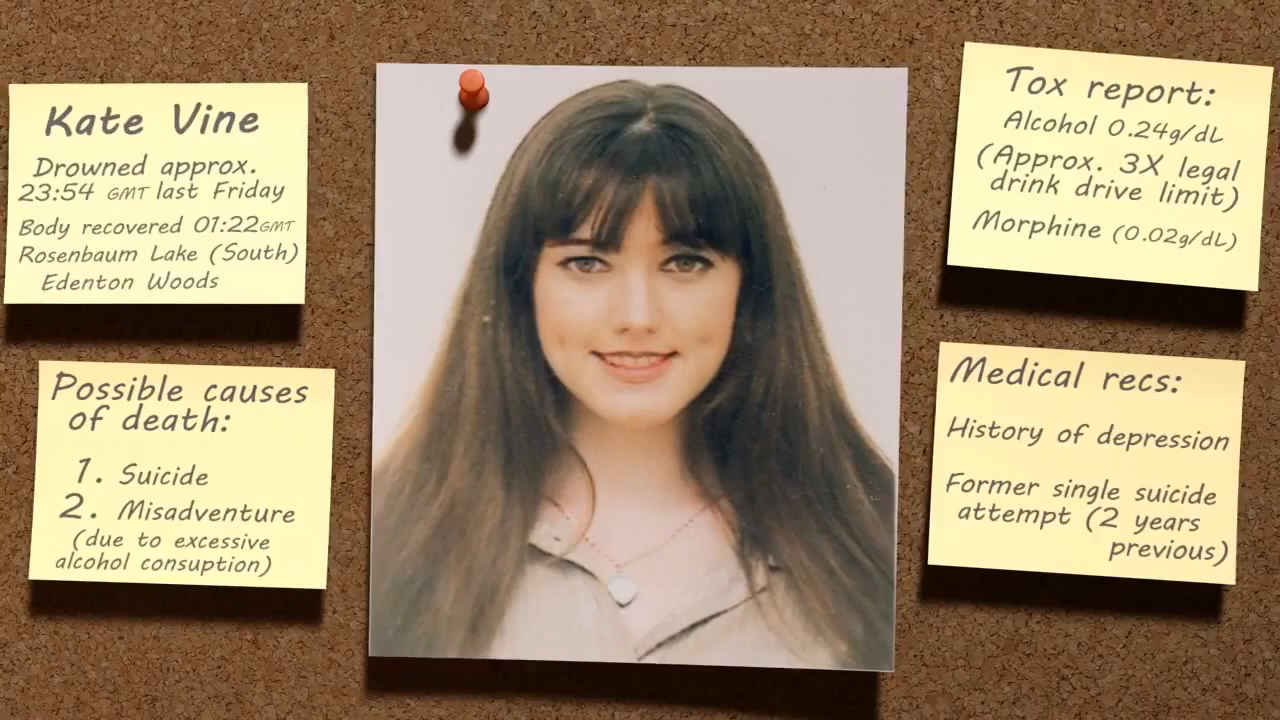 Kate Vine
Drowned approx.
23:54 GMT last Friday
Body recovered 01:22GMT
Rosenbaum Lake (South)
Edenton Woods
Possible causes
of death:
1. Suicide
2. Misadventure
(due to excessive
alcohol consuption)
Tox report:
Alcohol 0.24g/dL
(Approx. 3X legal
drink drive limit)
Morphine (0.02g/dL)
Medical recs:
History of depression
Former single suicide
attempt (2 years
previous)